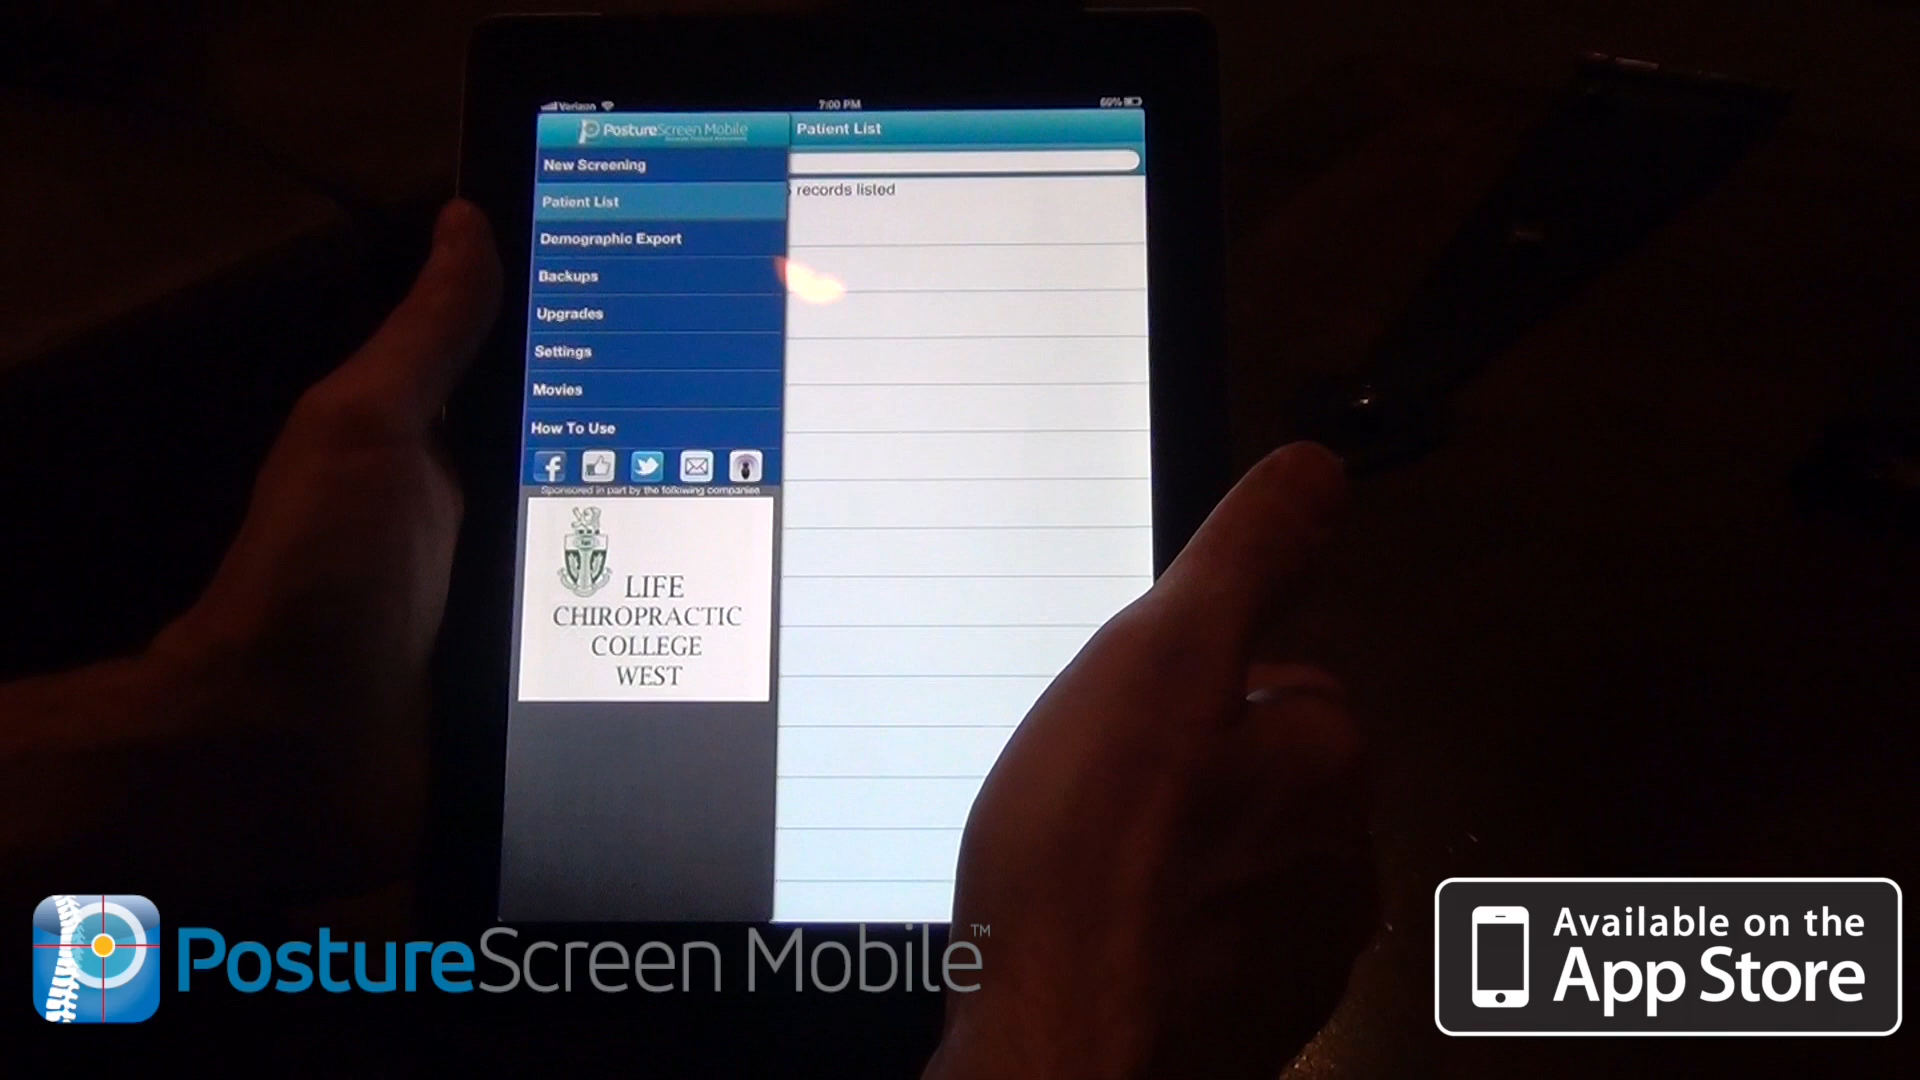 Verizon 7:00 PM 69%
PostureScreen Mobile
Patient List
New Screening
records listed
Patient List
Demographic Export
Backups
Upgrades
Settings
Movies
How To Use
Sponsored in part by the following companies
LIFE
CHIROPRACTIC
COLLEGE
WEST
PostureScreen Mobile™
Available on the
App Store